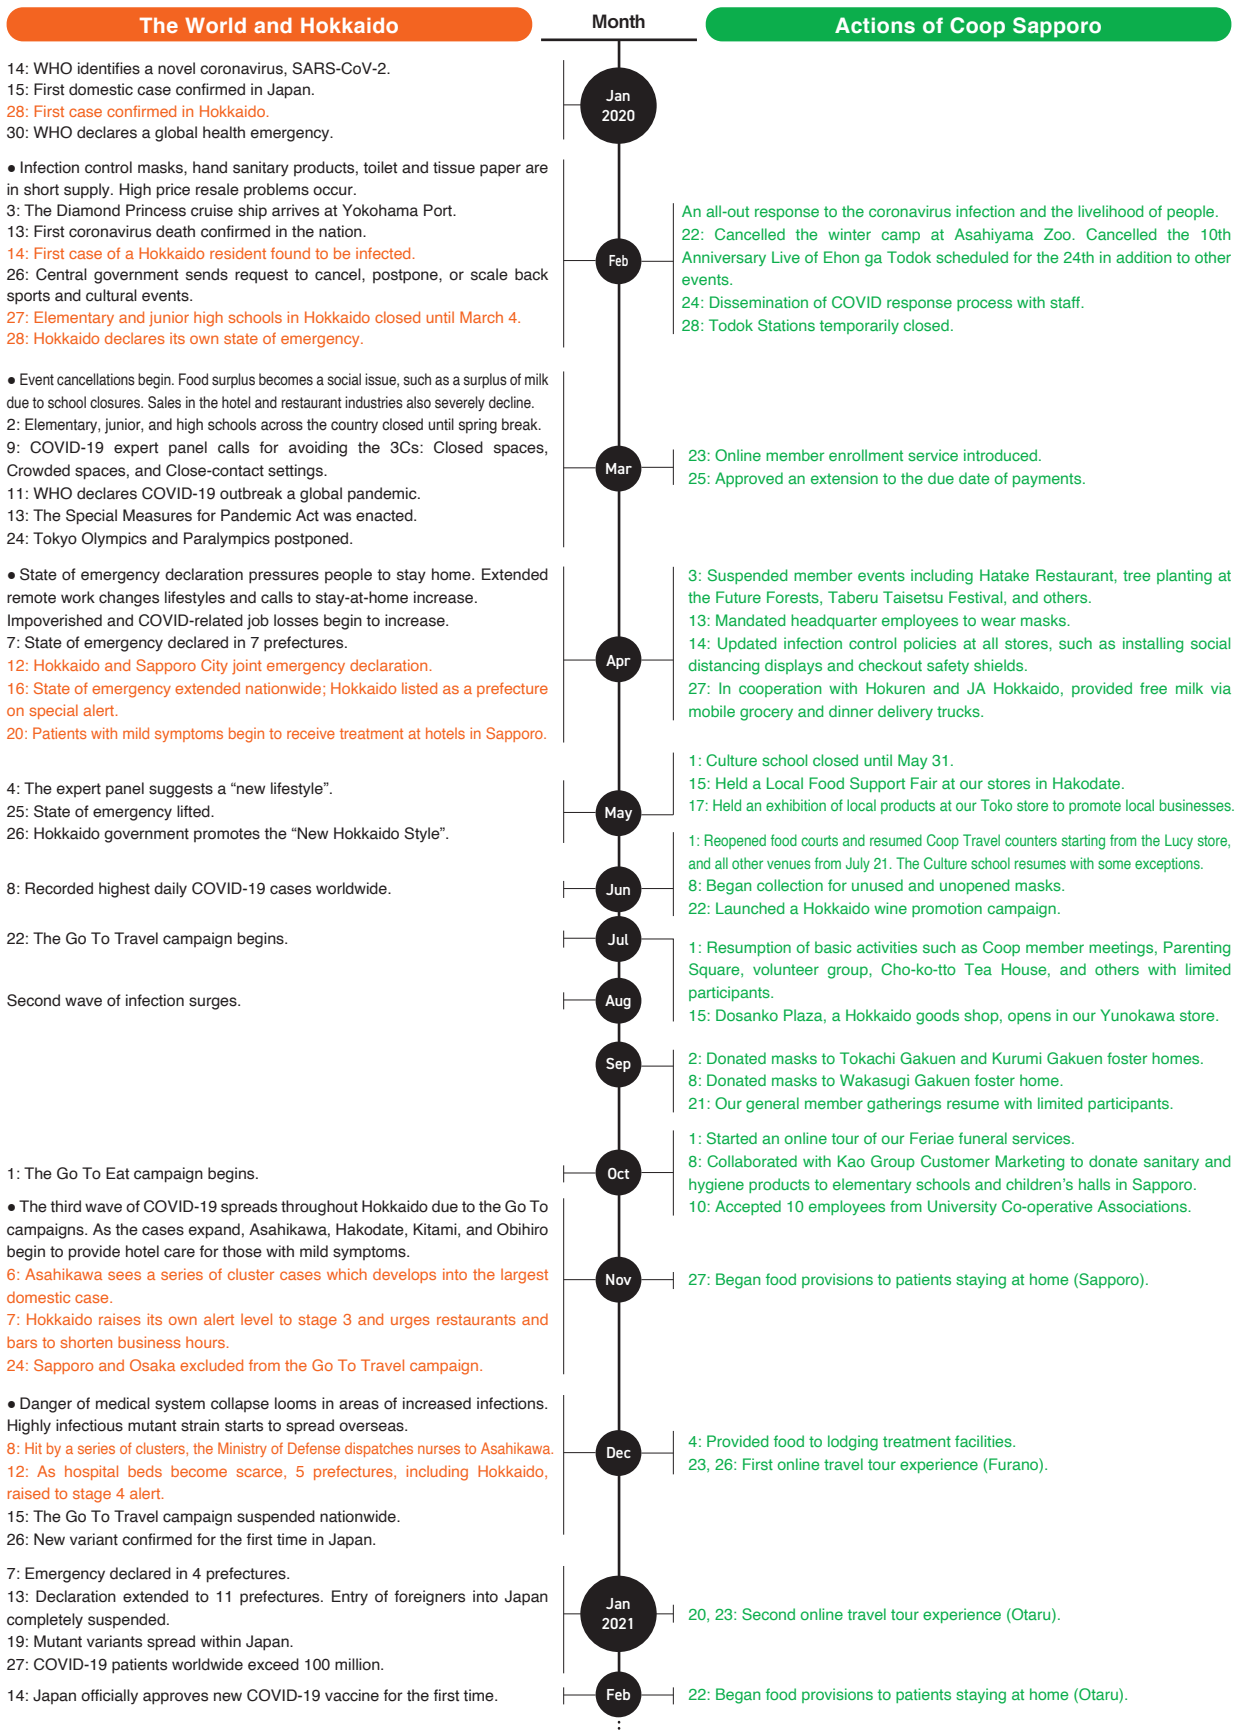 The World and Hokkaido
Month
Actions of Coop Sapporo
14: WHO identifies a novel coronavirus, SARS-CoV-2.
15: First domestic case confirmed in Japan.
28: First case confirmed in Hokkaido.
30: WHO declares a global health emergency.
Jan
2020
● Infection control masks, hand sanitary products, toilet and tissue paper are
in short supply. High price resale problems occur.
3: The Diamond Princess cruise ship arrives at Yokohama Port.
13: First coronavirus death confirmed in the nation.
14: First case of a Hokkaido resident found to be infected.
26: Central government sends request to cancel, postpone, or scale back
sports and cultural events.
27: Elementary and junior high schools in Hokkaido closed until March 4.
28: Hokkaido declares its own state of emergency.
Feb
An all-out response to the coronavirus infection and the livelihood of people.
22: Cancelled the winter camp at Asahiyama Zoo. Cancelled the 10th
Anniversary Live of Ehon ga Todok scheduled for the 24th in addition to other
events.
24: Dissemination of COVID response process with staff.
28: Todok Stations temporarily closed.
● Event cancellations begin. Food surplus becomes a social issue, such as a surplus of milk
due to school closures. Sales in the hotel and restaurant industries also severely decline.
2: Elementary, junior, and high schools across the country closed until spring break.
9: COVID-19 expert panel calls for avoiding the 3Cs: Closed spaces,
Crowded spaces, and Close-contact settings.
11: WHO declares COVID-19 outbreak a global pandemic.
13: The Special Measures for Pandemic Act was enacted.
24: Tokyo Olympics and Paralympics postponed.
Mar
23: Online member enrollment service introduced.
25: Approved an extension to the due date of payments.
● State of emergency declaration pressures people to stay home. Extended
remote work changes lifestyles and calls to stay-at-home increase.
Impoverished and COVID-related job losses begin to increase.
7: State of emergency declared in 7 prefectures.
12: Hokkaido and Sapporo City joint emergency declaration.
16: State of emergency extended nationwide; Hokkaido listed as a prefecture
on special alert.
20: Patients with mild symptoms begin to receive treatment at hotels in Sapporo.
Apr
3: Suspended member events including Hatake Restaurant, tree planting at
the Future Forests, Taberu Taisetsu Festival, and others.
13: Mandated headquarter employees to wear masks.
14: Updated infection control policies at all stores, such as installing social
distancing displays and checkout safety shields.
27: In cooperation with Hokuren and JA Hokkaido, provided free milk via
mobile grocery and dinner delivery trucks.
4: The expert panel suggests a “new lifestyle”.
25: State of emergency lifted.
26: Hokkaido government promotes the “New Hokkaido Style”.
May
1: Culture school closed until May 31.
15: Held a Local Food Support Fair at our stores in Hakodate.
17: Held an exhibition of local products at our Toko store to promote local businesses.
8: Recorded highest daily COVID-19 cases worldwide.
Jun
1: Reopened food courts and resumed Coop Travel counters starting from the Lucy store,
and all other venues from July 21. The Culture school resumes with some exceptions.
8: Began collection for unused and unopened masks.
22: Launched a Hokkaido wine promotion campaign.
22: The Go To Travel campaign begins.
Jul
Second wave of infection surges.
Aug
1: Resumption of basic activities such as Coop member meetings, Parenting
Square, volunteer group, Cho-ko-tto Tea House, and others with limited
participants.
15: Dosanko Plaza, a Hokkaido goods shop, opens in our Yunokawa store.
Sep
2: Donated masks to Tokachi Gakuen and Kurumi Gakuen foster homes.
8: Donated masks to Wakasugi Gakuen foster home.
21: Our general member gatherings resume with limited participants.
1: The Go To Eat campaign begins.
Oct
1: Started an online tour of our Feriae funeral services.
8: Collaborated with Kao Group Customer Marketing to donate sanitary and
hygiene products to elementary schools and children’s halls in Sapporo.
10: Accepted 10 employees from University Co-operative Associations.
● The third wave of COVID-19 spreads throughout Hokkaido due to the Go To
campaigns. As the cases expand, Asahikawa, Hakodate, Kitami, and Obihiro
begin to provide hotel care for those with mild symptoms.
6: Asahikawa sees a series of cluster cases which develops into the largest
domestic case.
7: Hokkaido raises its own alert level to stage 3 and urges restaurants and
bars to shorten business hours.
24: Sapporo and Osaka excluded from the Go To Travel campaign.
Nov
27: Began food provisions to patients staying at home (Sapporo).
● Danger of medical system collapse looms in areas of increased infections.
Highly infectious mutant strain starts to spread overseas.
8: Hit by a series of clusters, the Ministry of Defense dispatches nurses to Asahikawa.
12: As hospital beds become scarce, 5 prefectures, including Hokkaido,
raised to stage 4 alert.
15: The Go To Travel campaign suspended nationwide.
26: New variant confirmed for the first time in Japan.
Dec
4: Provided food to lodging treatment facilities.
23, 26: First online travel tour experience (Furano).
7: Emergency declared in 4 prefectures.
13: Declaration extended to 11 prefectures. Entry of foreigners into Japan
completely suspended.
19: Mutant variants spread within Japan.
27: COVID-19 patients worldwide exceed 100 million.
Jan
2021
20, 23: Second online travel tour experience (Otaru).
14: Japan officially approves new COVID-19 vaccine for the first time.
Feb
22: Began food provisions to patients staying at home (Otaru).